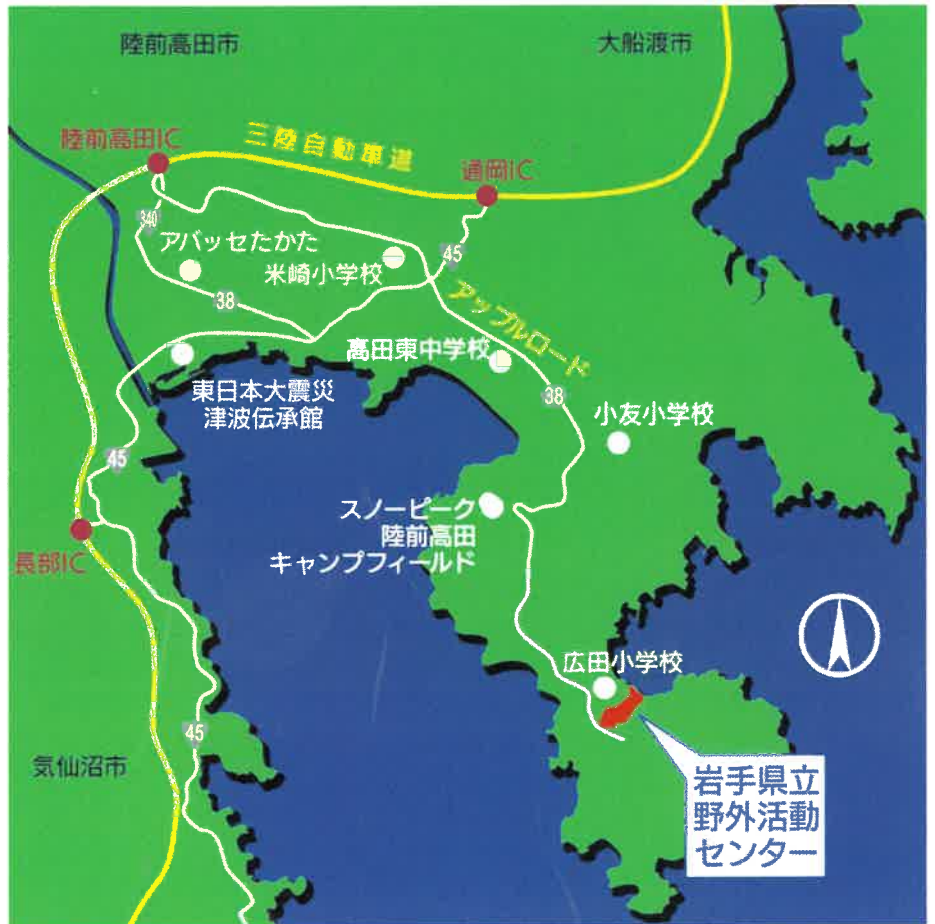 陸前高田市
大船渡市
陸前高田IC
三陸自動車道
通岡IC
340
アバッセたかた
45
米崎小学校
38
アップルロード
高田東中学校
東日本大震災
津波伝承館
38
小友小学校
45
スノーピーク
陸前高田
キャンプフィールド
長部IC
広田小学校
45
気仙沼市
岩手県立
野外活動
センター